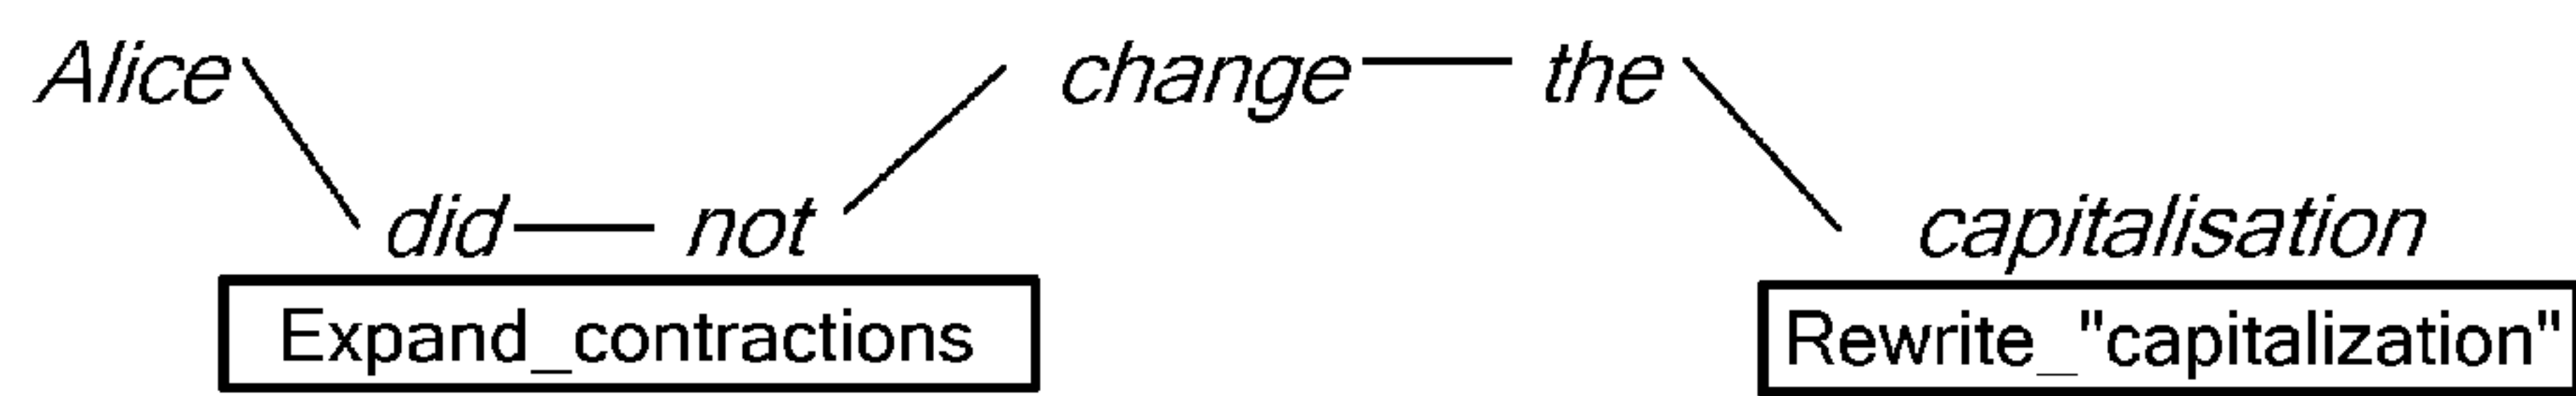 Alice change the
did not capitalisation
Expand_contractions Rewrite_"capitalization"